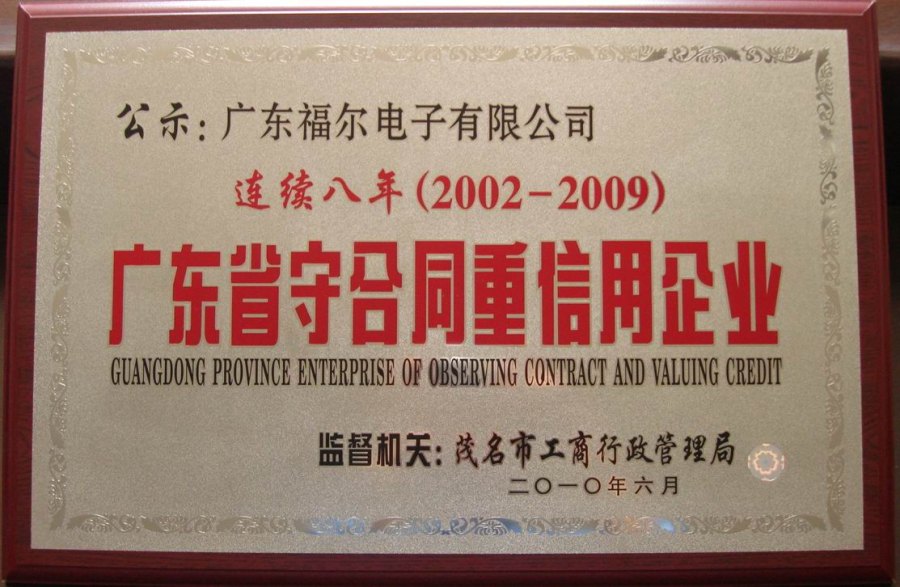 公示：广东福尔电子有限公司
连续八年(2002-2009)
广东省守合同重信用企业
GUANGDONG PROVINCE ENTERPRISE OF OBSERVING CONTRACT AND VALUING CREDIT
监督机关：茂名市工商行政管理局
二〇一〇年六月